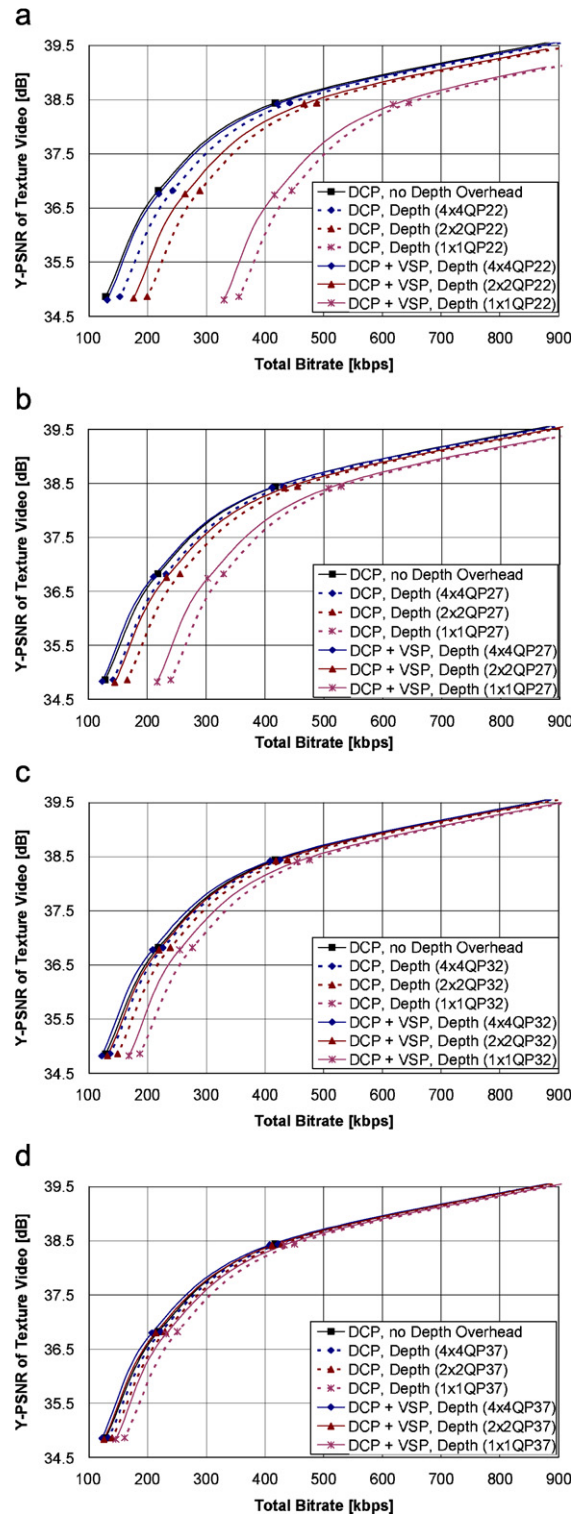 a
39.5
38.5
37.5
36.5
35.5
34.5
Y-PSNR of Texture Video [dB]
DCP, no Depth Overhead
DCP, Depth (4x4QP22)
DCP, Depth (2x2QP22)
DCP, Depth (1x1QP22)
DCP + VSP, Depth (4x4QP22)
DCP + VSP, Depth (2x2QP22)
DCP + VSP, Depth (1x1QP22)
100 200 300 400 500 600 700 800 900
Total Bitrate [kbps]
b
39.5
38.5
37.5
36.5
35.5
34.5
Y-PSNR of Texture Video [dB]
DCP, no Depth Overhead
DCP, Depth (4x4QP27)
DCP, Depth (2x2QP27)
DCP, Depth (1x1QP27)
DCP + VSP, Depth (4x4QP27)
DCP + VSP, Depth (2x2QP27)
DCP + VSP, Depth (1x1QP27)
100 200 300 400 500 600 700 800 900
Total Bitrate [kbps]
c
39.5
38.5
37.5
36.5
35.5
34.5
Y-PSNR of Texture Video [dB]
DCP, no Depth Overhead
DCP, Depth (4x4QP32)
DCP, Depth (2x2QP32)
DCP, Depth (1x1QP32)
DCP + VSP, Depth (4x4QP32)
DCP + VSP, Depth (2x2QP32)
DCP + VSP, Depth (1x1QP32)
100 200 300 400 500 600 700 800 900
Total Bitrate [kbps]
d
39.5
38.5
37.5
36.5
35.5
34.5
Y-PSNR of Texture Video [dB]
DCP, no Depth Overhead
DCP, Depth (4x4QP37)
DCP, Depth (2x2QP37)
DCP, Depth (1x1QP37)
DCP + VSP, Depth (4x4QP37)
DCP + VSP, Depth (2x2QP37)
DCP + VSP, Depth (1x1QP37)
100 200 300 400 500 600 700 800 900
Total Bitrate [kbps]